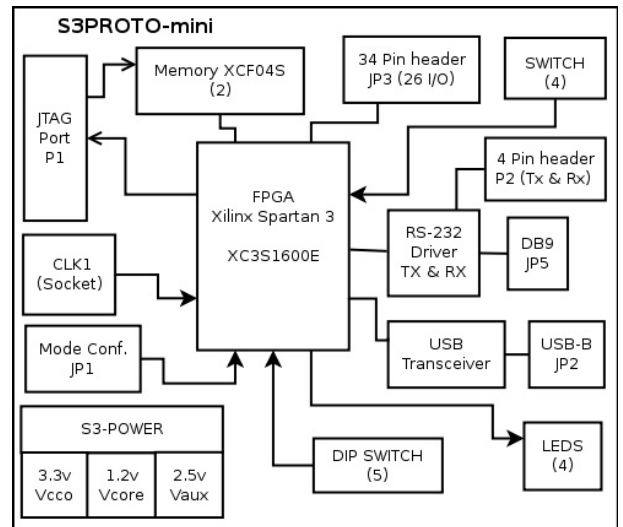 S3PROTO-mini
JTAG
Port
P1
Memory XCF04S
(2)
34 Pin header
JP3 (26 I/O)
SWITCH
(4)
4 Pin header
P2 (Tx & Rx)
FPGA
Xilinx Spartan 3
XC3S1600E
RS-232
Driver
TX & RX
DB9
JP5
CLK1
(Socket)
USB
Transceiver
USB-B
JP2
Mode Conf.
JP1
S3-POWER
3.3v
Vcco
1.2v
Vcore
2.5v
Vaux
DIP SWITCH
(5)
LEDS
(4)